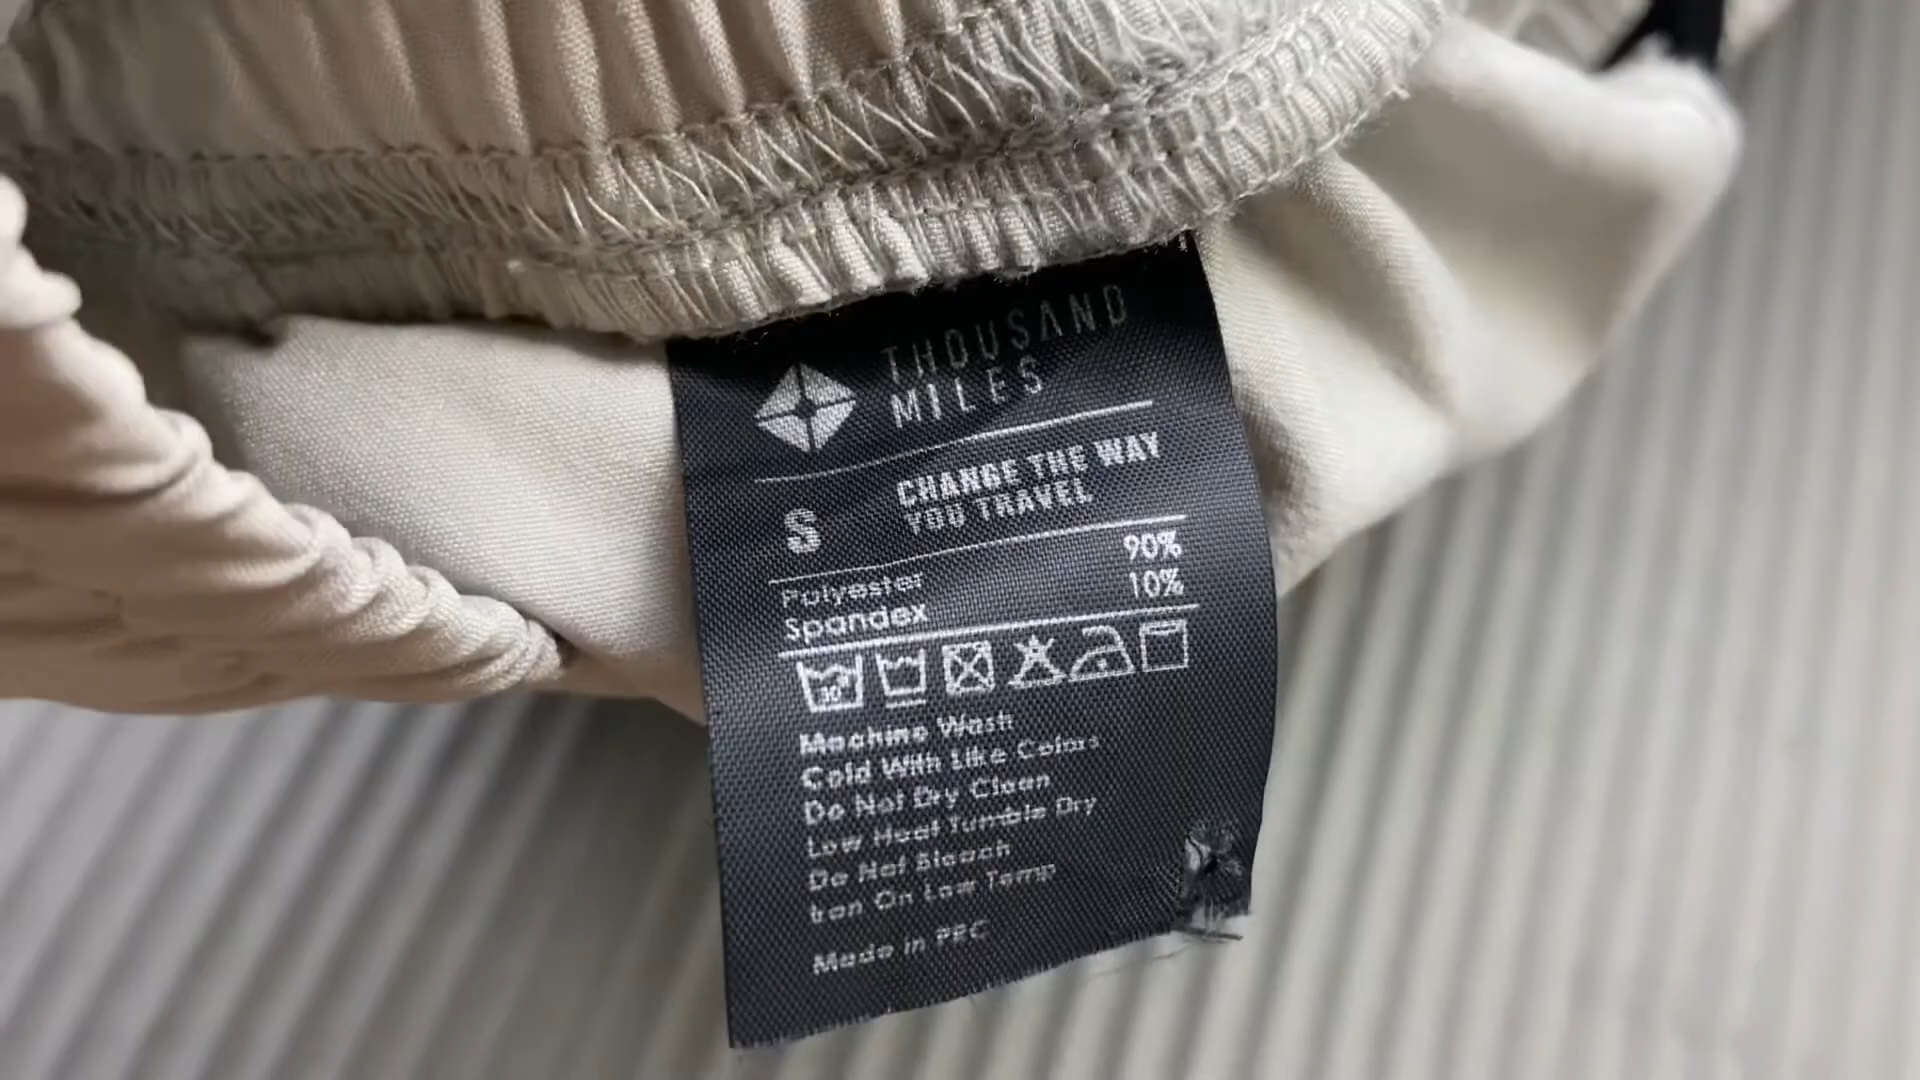 THOUSAND
MILES
S
CHANGE THE WAY
YOU TRAVEL
Polyester 90%
Spandex 10%
30°
Machine Wash
Cold With Like Colors
Do Not Dry Clean
Low Heat Tumble Dry
Do Not Bleach
Iron On Low Temp
Made in PRC